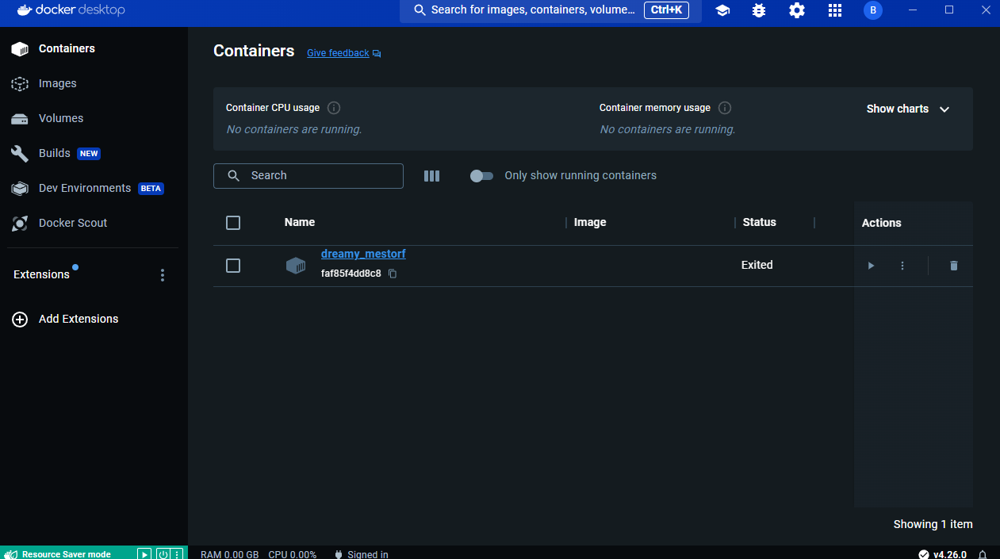 docker desktop
Search for images, containers, volume... Ctrl+K
B
Containers
Images
Volumes
Builds NEW
Dev Environments BETA
Docker Scout
Extensions
Add Extensions
Containers Give feedback
Container CPU usage
No containers are running.
Container memory usage
No containers are running.
Show charts
Search
Only show running containers
Name Image Status Actions
dreamy_mestorf
faf85f4dd8c8
Exited
Showing 1 item
Resource Saver mode
RAM 0.00 GB CPU 0.00% Signed in
v4.26.0